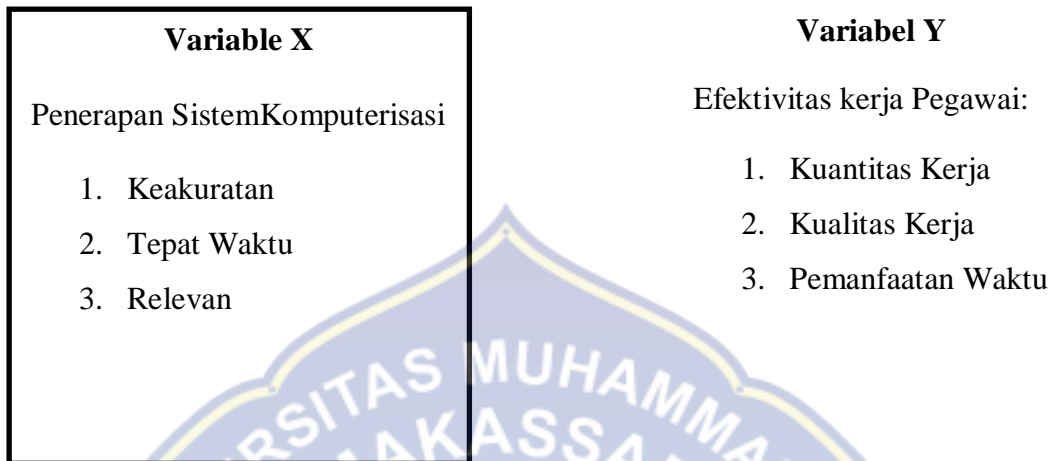 Variable X
Penerapan SistemKomputerisasi
1. Keakuratan
2. Tepat Waktu
3. Relevan
Variabel Y
Efektivitas kerja Pegawai:
1. Kuantitas Kerja
2. Kualitas Kerja
3. Pemanfaatan Waktu